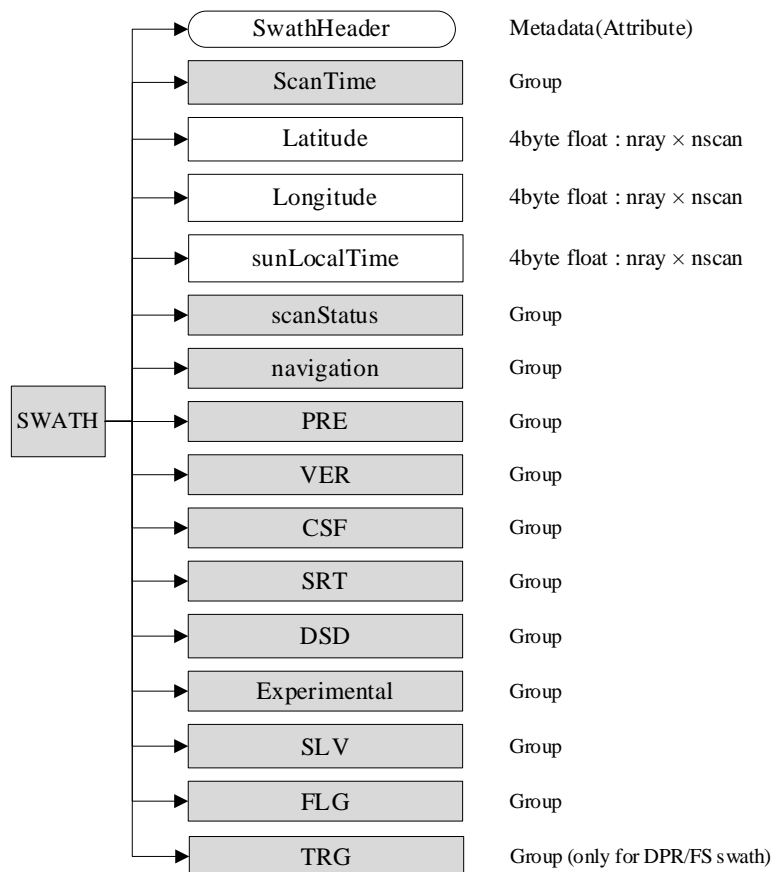 SwathHeader Metadata(Attribute)
ScanTime Group
Latitude 4byte float : nray × nscan
Longitude 4byte float : nray × nscan
sunLocalTime 4byte float : nray × nscan
scanStatus Group
navigation Group
SWATH
PRE Group
VER Group
CSF Group
SRT Group
DSD Group
Experimental Group
SLV Group
FLG Group
TRG Group (only for DPR/FS swath)